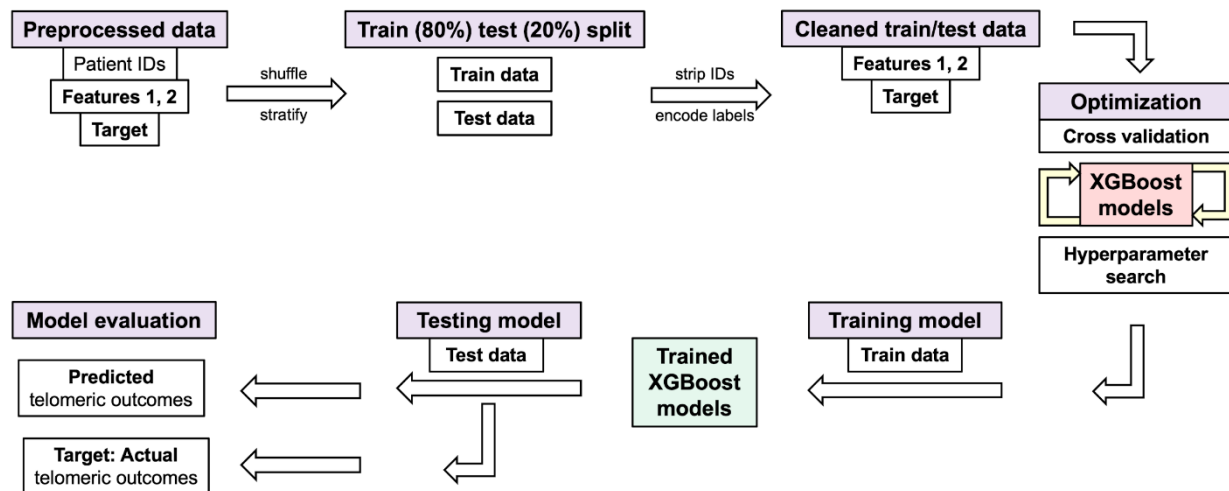 Preprocessed data
Patient IDs
Features 1, 2
Target
shuffle
stratify
Train (80%) test (20%) split
Train data
Test data
strip IDs
encode labels
Cleaned train/test data
Features 1, 2
Target
Optimization
Cross validation
XGBoost
models
Hyperparameter
search
Training model
Train data
Trained
XGBoost
models
Testing model
Test data
Model evaluation
Predicted
telomeric outcomes
Target: Actual
telomeric outcomes